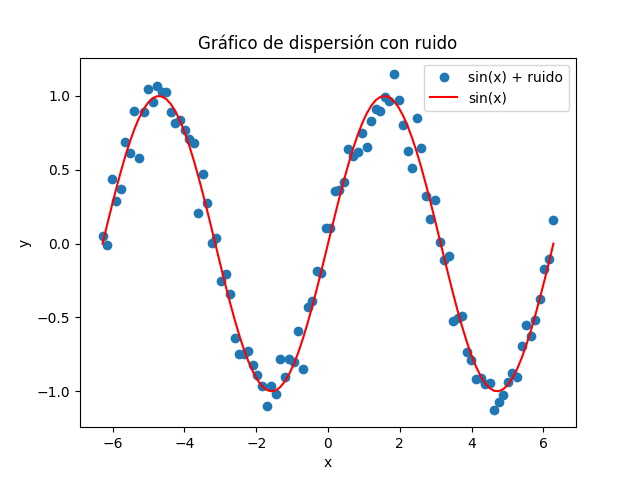 Gráfico de dispersión con ruido
sin(x) + ruido
sin(x)
1.0
0.5
0.0
−0.5
−1.0
y
−6 −4 −2 0 2 4 6
x